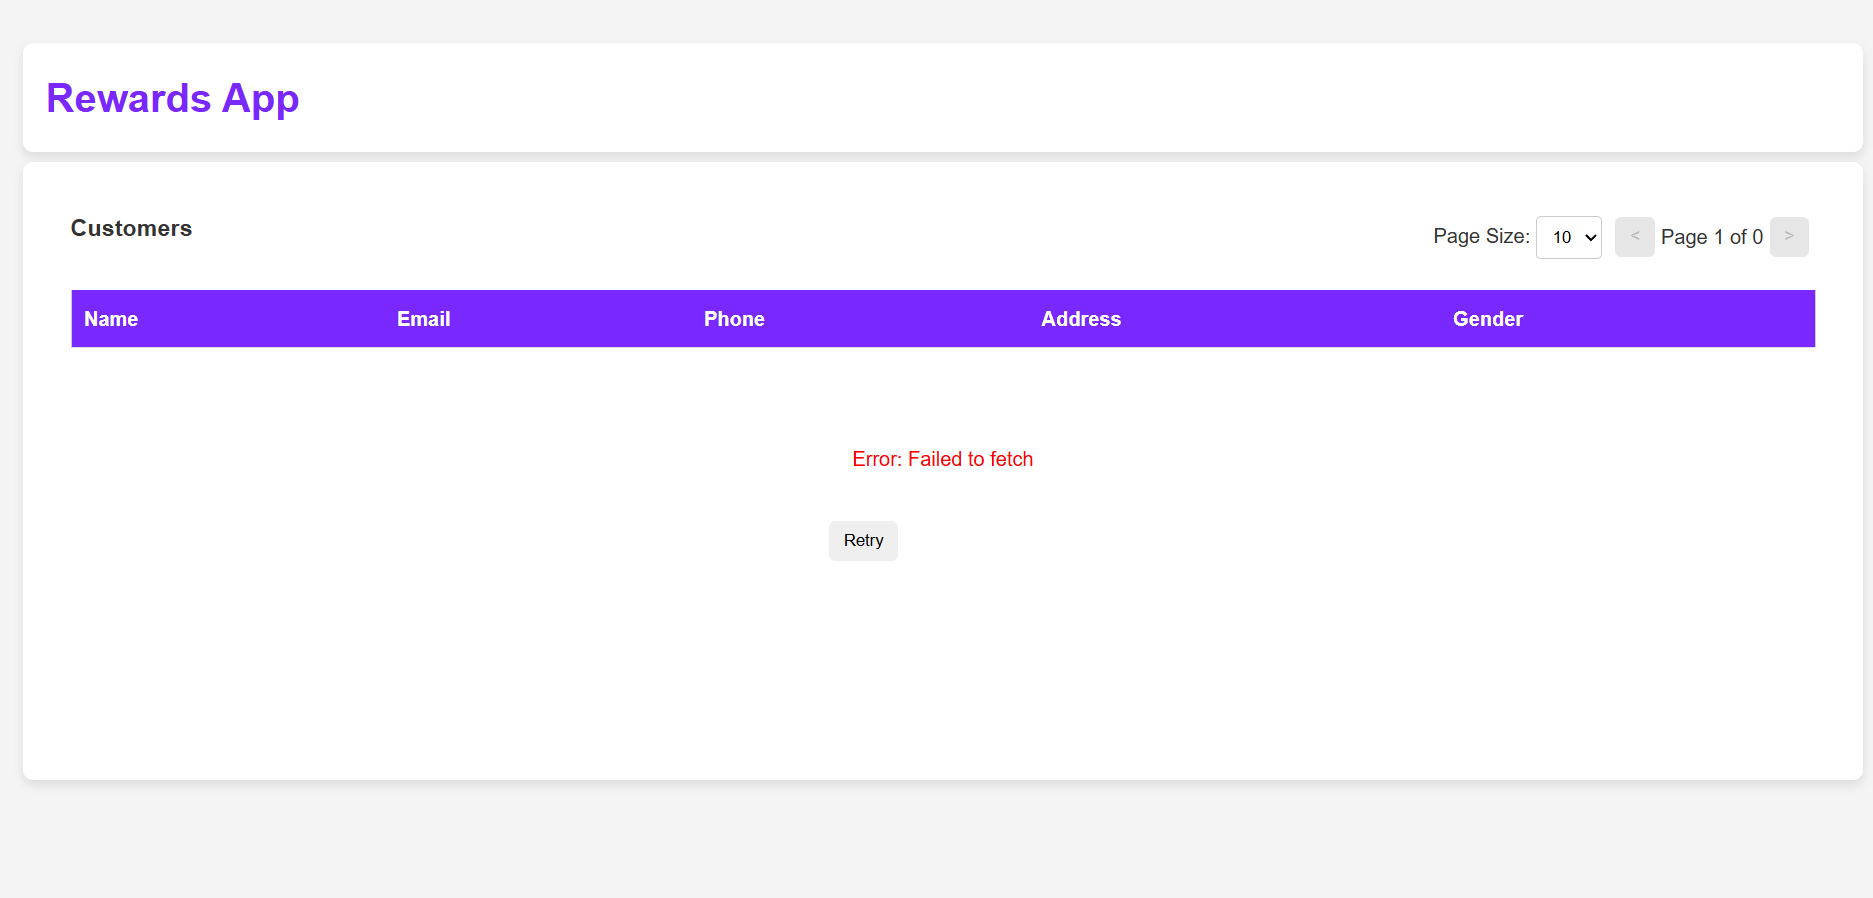 Rewards App
Customers
Page Size: 10 < Page 1 of 0 >
Name Email Phone Address Gender
Error: Failed to fetch
Retry